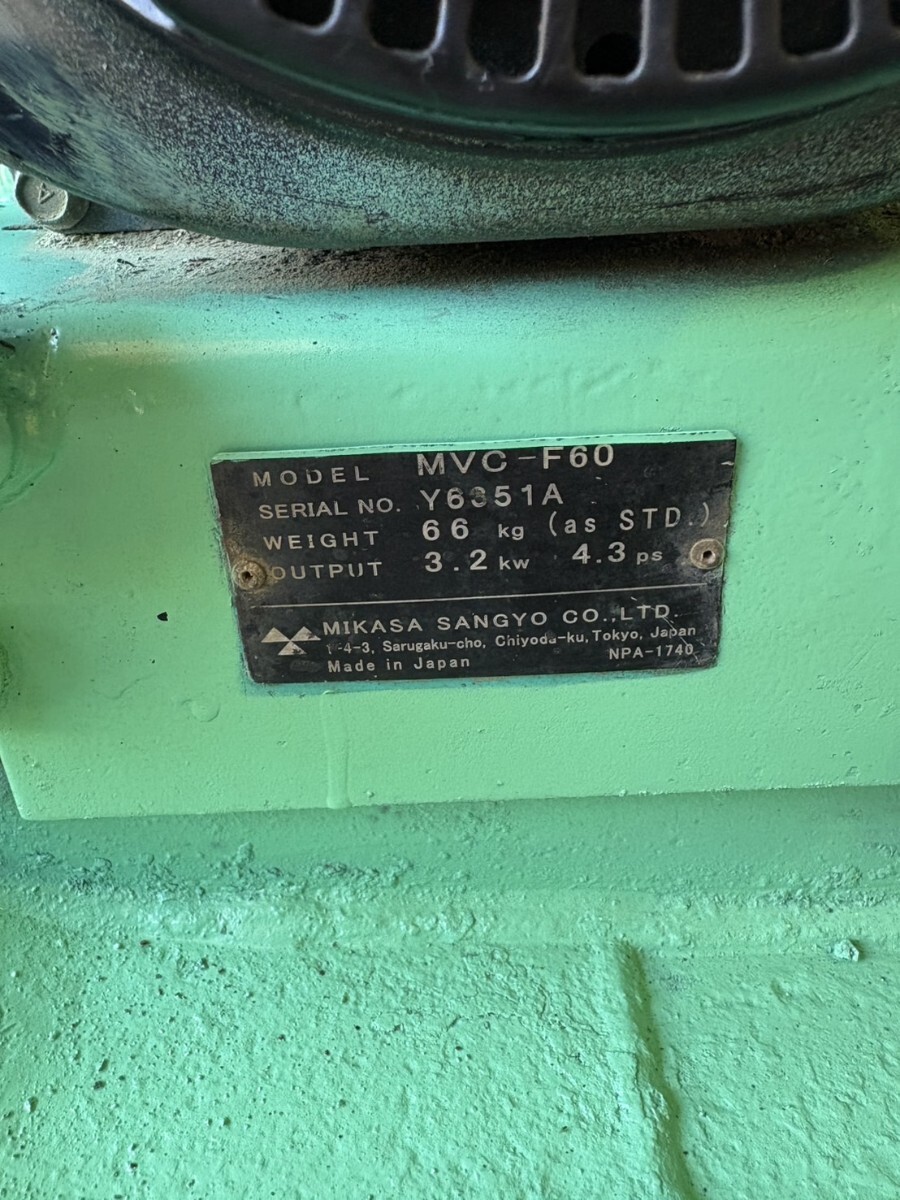 MODEL MVC-F60
SERIAL NO. Y6351A
WEIGHT 66 kg (as STD.)
OUTPUT 3.2 kw 4.3 ps
MIKASA SANGYO CO.,LTD.
1-4-3, Sarugaku-cho, Chiyoda-ku, Tokyo, Japan
Made in Japan NPA-1740